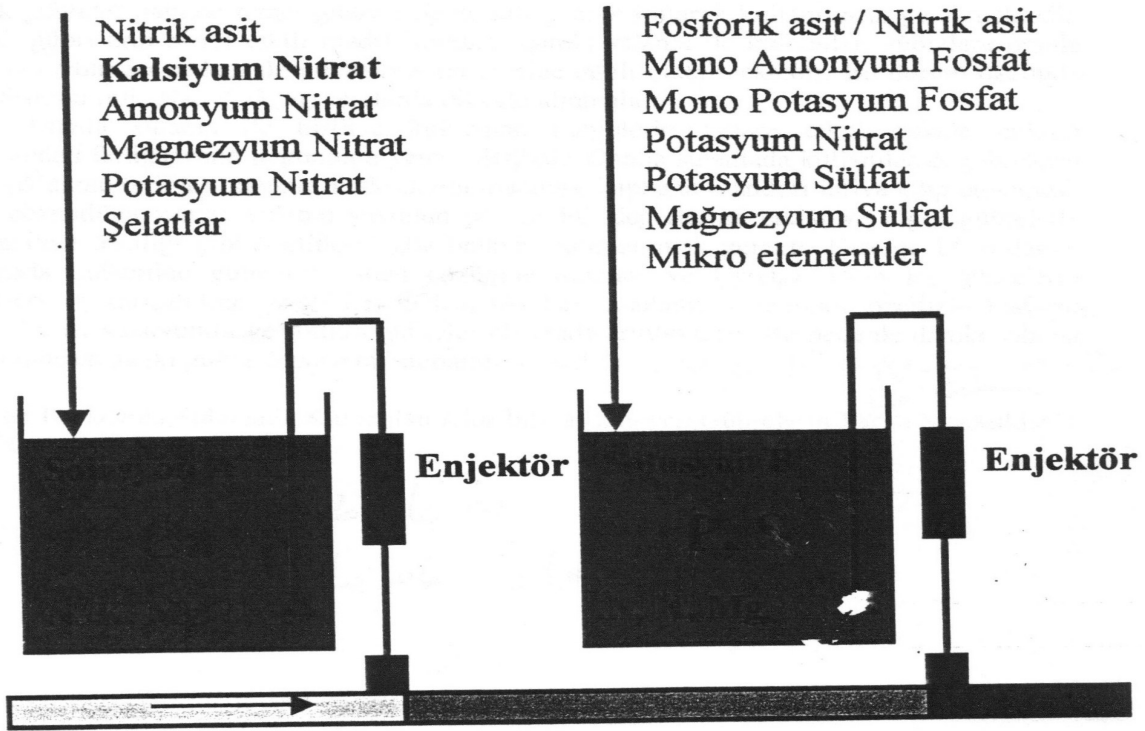 Nitrik asit
Kalsiyum Nitrat
Amonyum Nitrat
Magnezyum Nitrat
Potasyum Nitrat
Şelatlar
Fosforik asit / Nitrik asit
Mono Amonyum Fosfat
Mono Potasyum Fosfat
Potasyum Nitrat
Potasyum Sülfat
Mağnezyum Sülfat
Mikro elementler
Enjektör
Enjektör